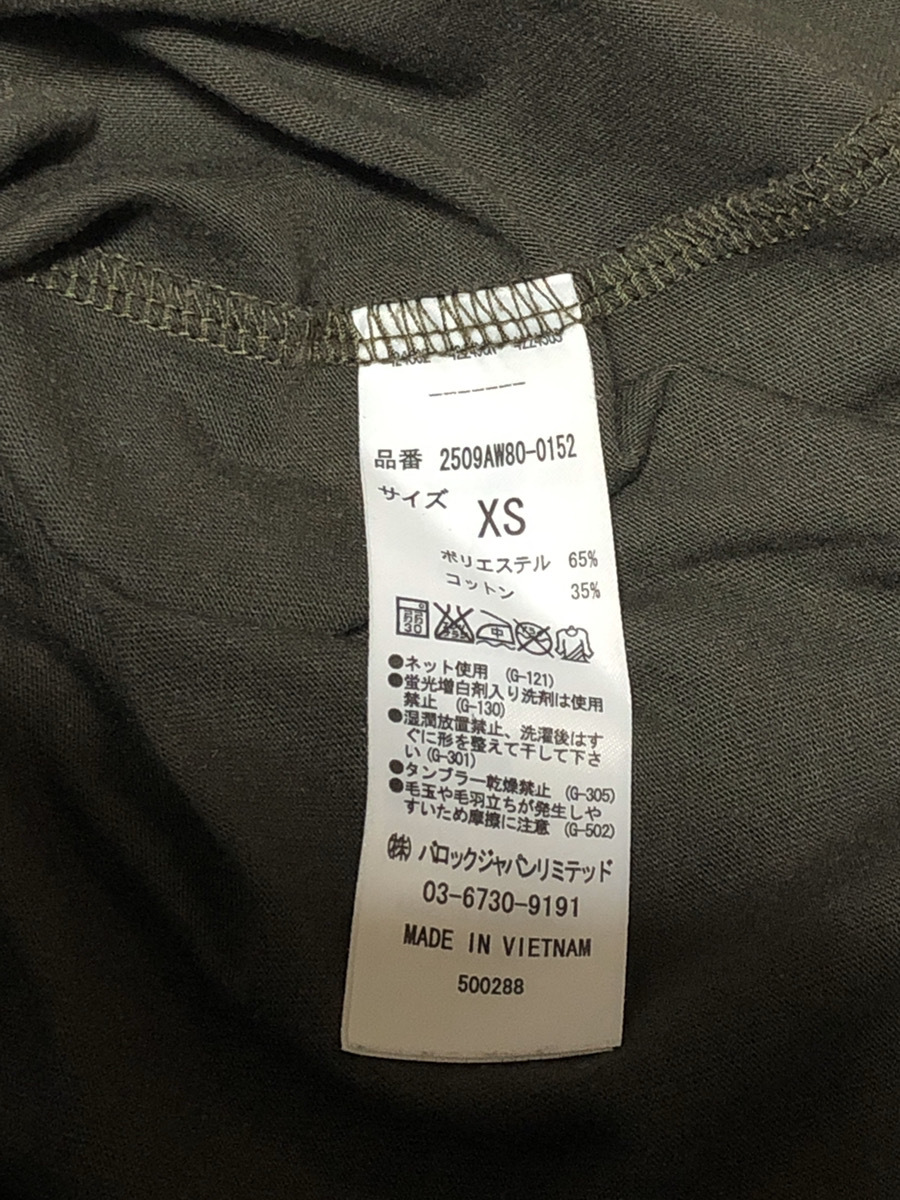 品番 2509AW80-0152
サイズ XS
ポリエステル 65%
コットン 35%
30 中
●ネット使用 (G-121)
●蛍光増白剤入り洗剤は使用
禁止 (G-130)
●湿潤放置禁止、洗濯後はす
ぐに形を整えて干して下さ
い(G-301)
●タンブラー乾燥禁止 (G-305)
●毛玉や毛羽立ちが発生しや
すいため摩擦に注意 (G-502)
㈱ バロックジャパンリミテッド
03-6730-9191
MADE IN VIETNAM
500288